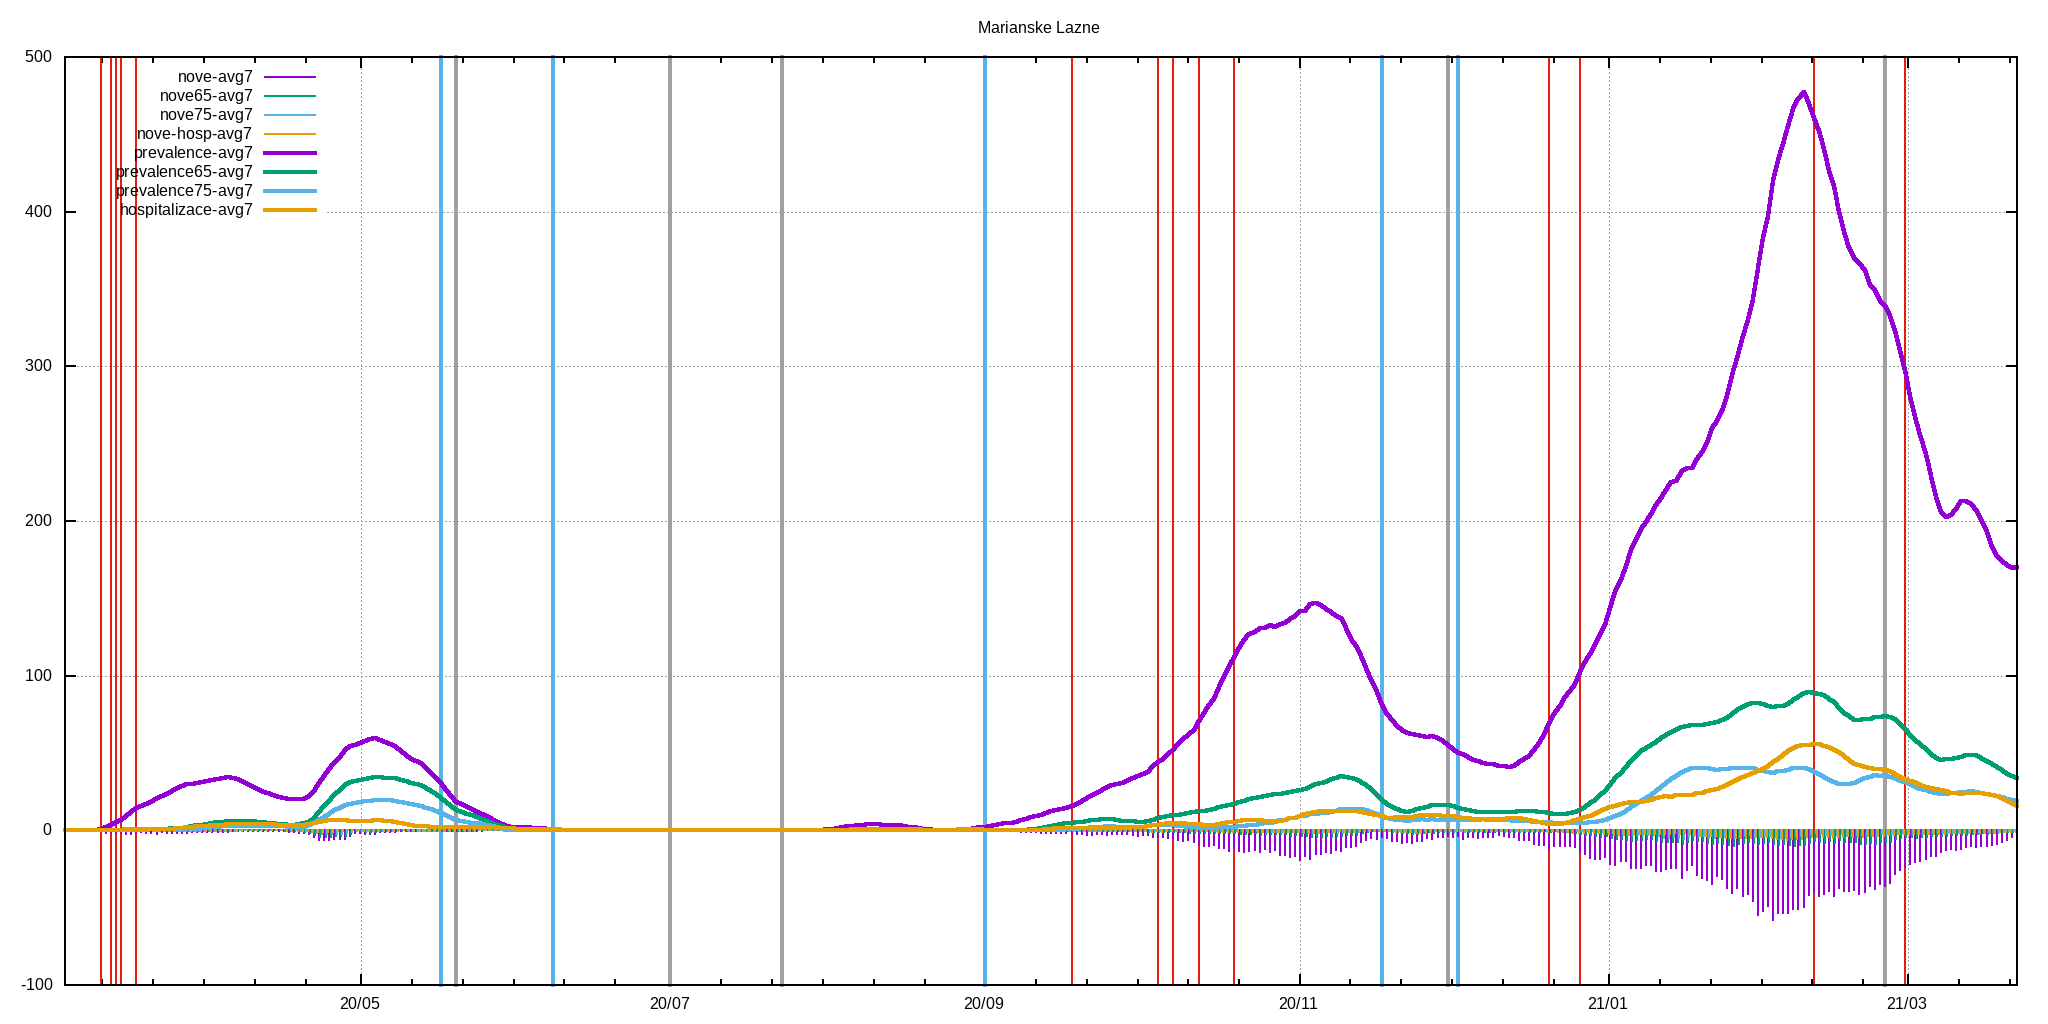 Marianske Lazne
500
nove-avg7
nove65-avg7
nove75-avg7
nove-hosp-avg7
prevalence-avg7
prevalence65-avg7
prevalence75-avg7
hospitalizace-avg7
400
300
200
100
0
-100
20/05 20/07 20/09 20/11 21/01 21/03